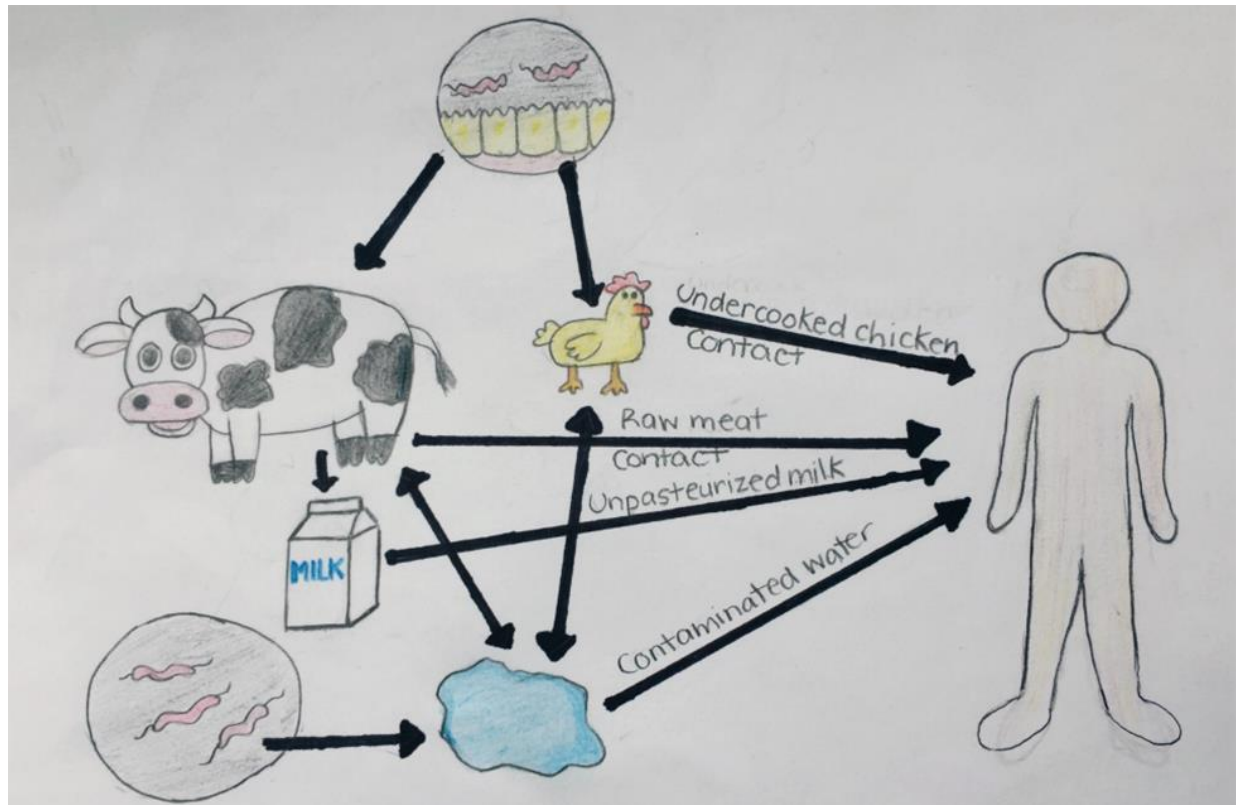 Undercooked chicken
Contact
Raw meat
Contact
Unpasteurized milk
MILK
Contaminated water